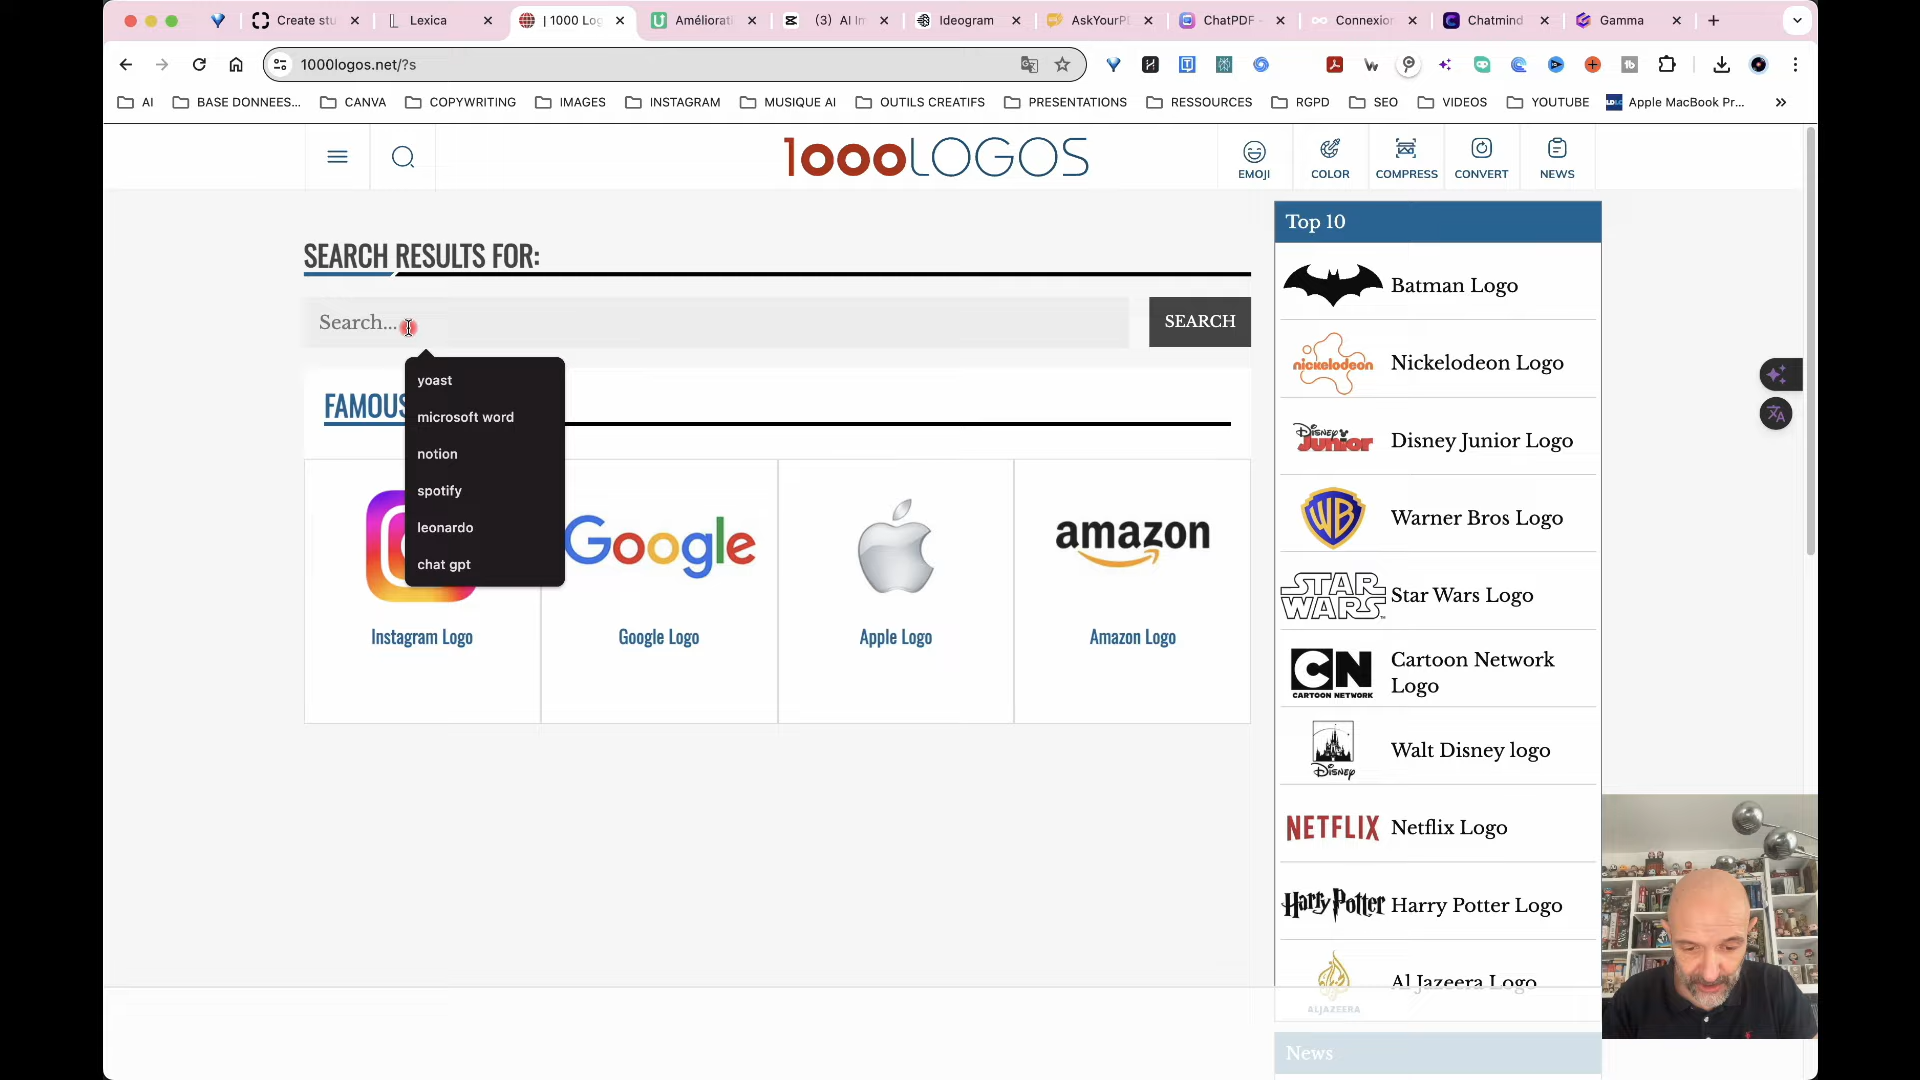 Create stu
Lexica
| 1000 Log
Amélioratio
(3) AI Im
Ideogram
AskYourPD
ChatPDF -
Connexion
Chatmind
Gamma
1000logos.net/?s
AI
BASE DONNEES...
CANVA
COPYWRITING
IMAGES
INSTAGRAM
MUSIQUE AI
OUTILS CREATIFS
PRESENTATIONS
RESSOURCES
RGPD
SEO
VIDEOS
YOUTUBE
Apple MacBook Pr...
1000LOGOS
EMOJI
COLOR
COMPRESS
CONVERT
NEWS
SEARCH RESULTS FOR:
Search...
SEARCH
yoast
microsoft word
notion
spotify
leonardo
chat gpt
FAMOUS
Google
amazon
Instagram Logo
Google Logo
Apple Logo
Amazon Logo
Top 10
Batman Logo
nickelodeon
Nickelodeon Logo
Disney
Junior
Disney Junior Logo
WB
Warner Bros Logo
STAR
WARS
Star Wars Logo
CN
CARTOON NETWORK
Cartoon Network
Logo
Disney
Walt Disney logo
NETFLIX
Netflix Logo
Harry Potter
Harry Potter Logo
ALJAZEERA
Al Jazeera Logo
News